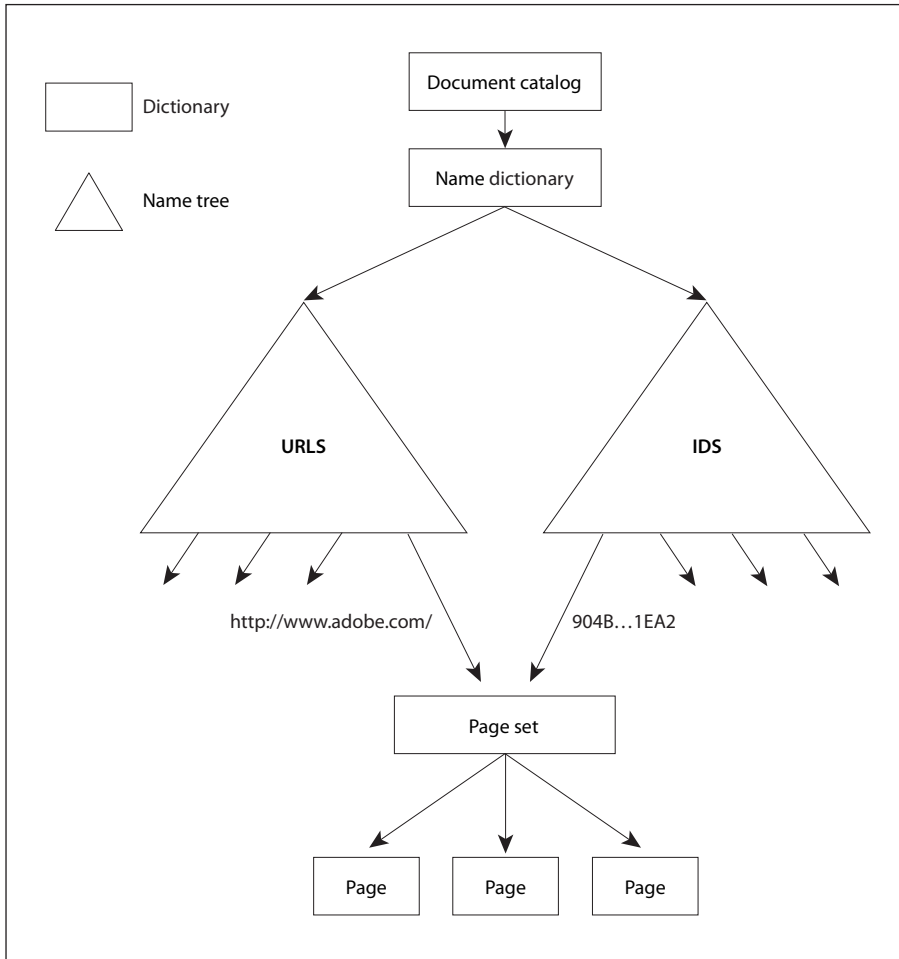 Document catalog
Dictionary
Name dictionary
Name tree
URLS
IDS
http://www.adobe.com/
904B…1EA2
Page set
Page
Page
Page